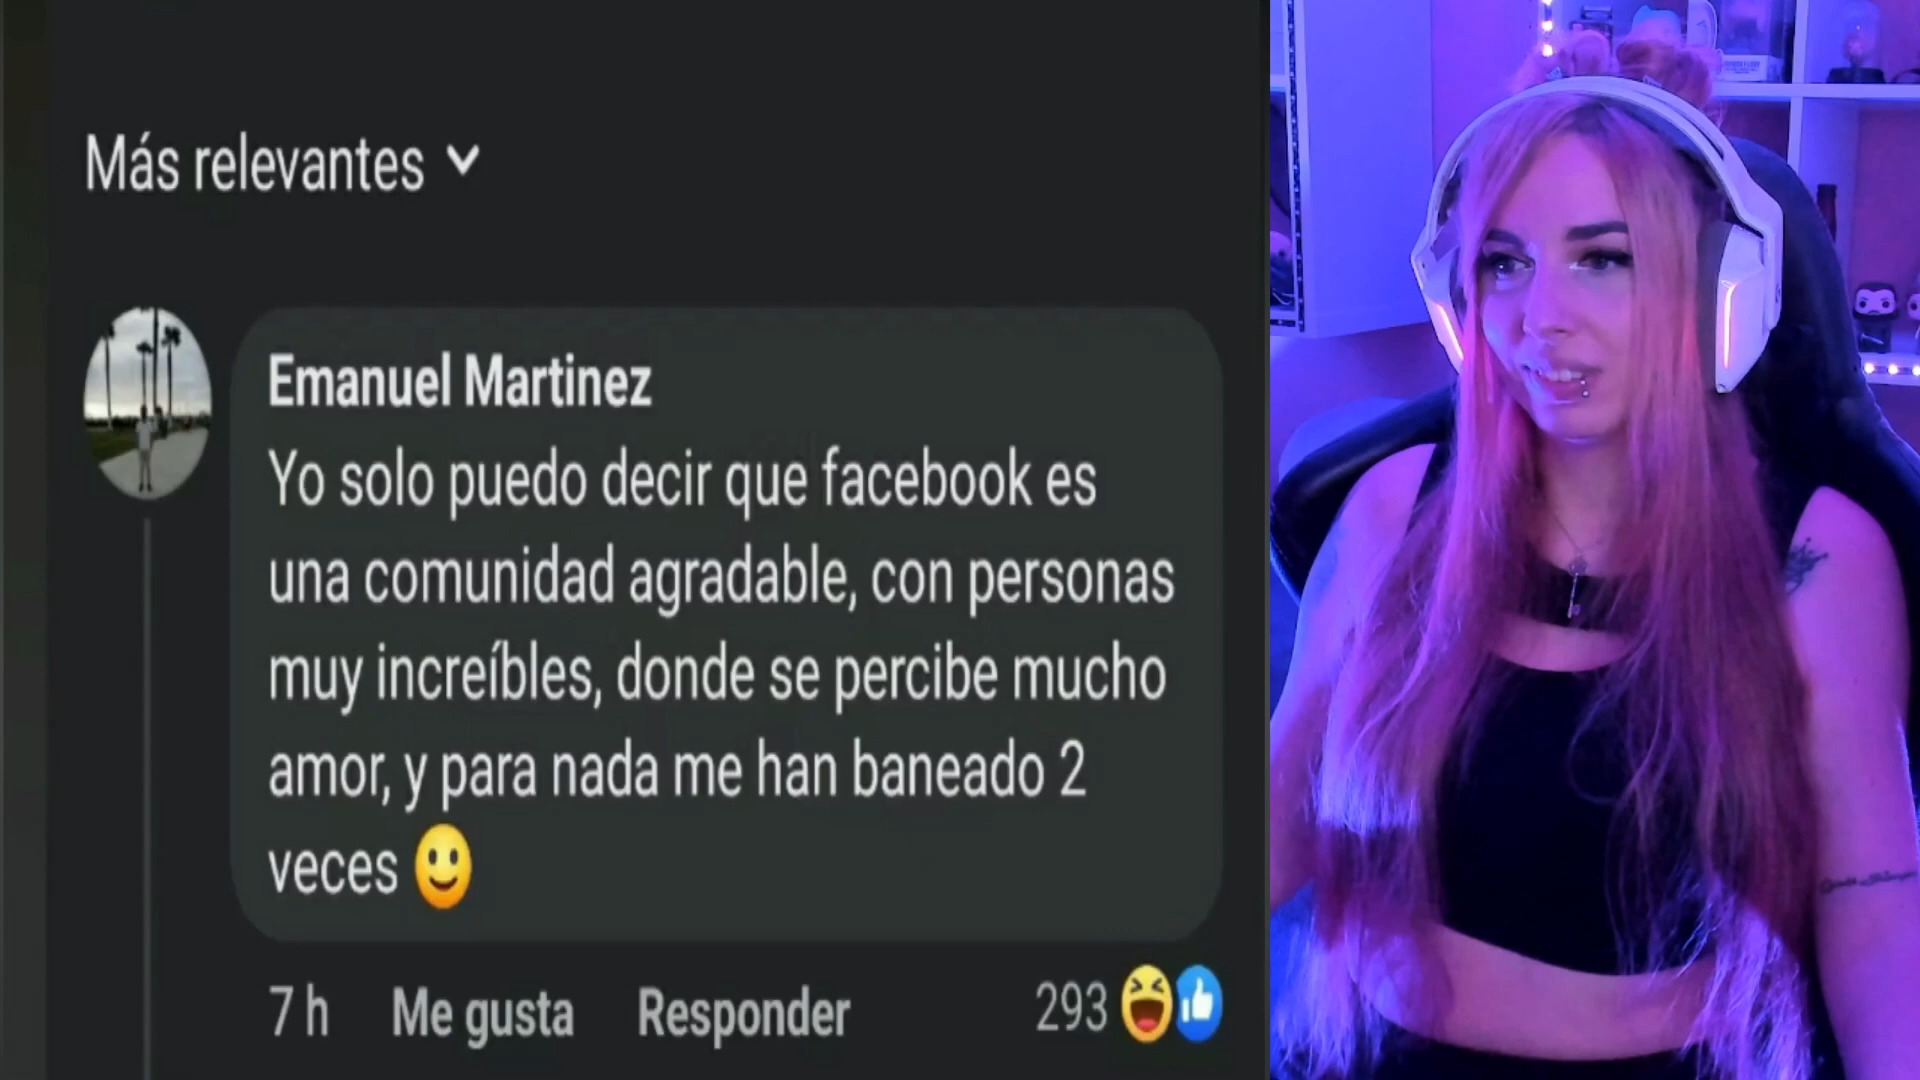 Más relevantes
Emanuel Martinez
Yo solo puedo decir que facebook es
una comunidad agradable, con personas
muy increíbles, donde se percibe mucho
amor, y para nada me han baneado 2
veces 🙂
7 h Me gusta Responder 293